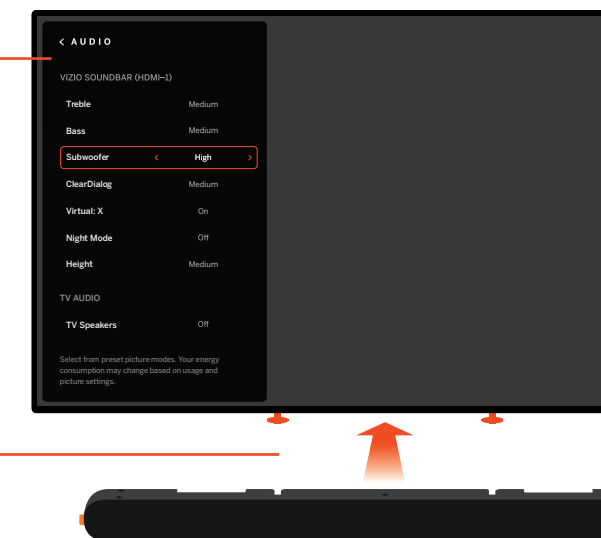 < AUDIO
VIZIO SOUNDBAR (HDMI–1)
Treble Medium
Bass Medium
Subwoofer < High >
ClearDialog Medium
Virtual: X On
Night Mode Off
Height Medium
TV AUDIO
TV Speakers Off
Select from preset picture modes. Your energy
consumption may change based on usage and
picture settings.